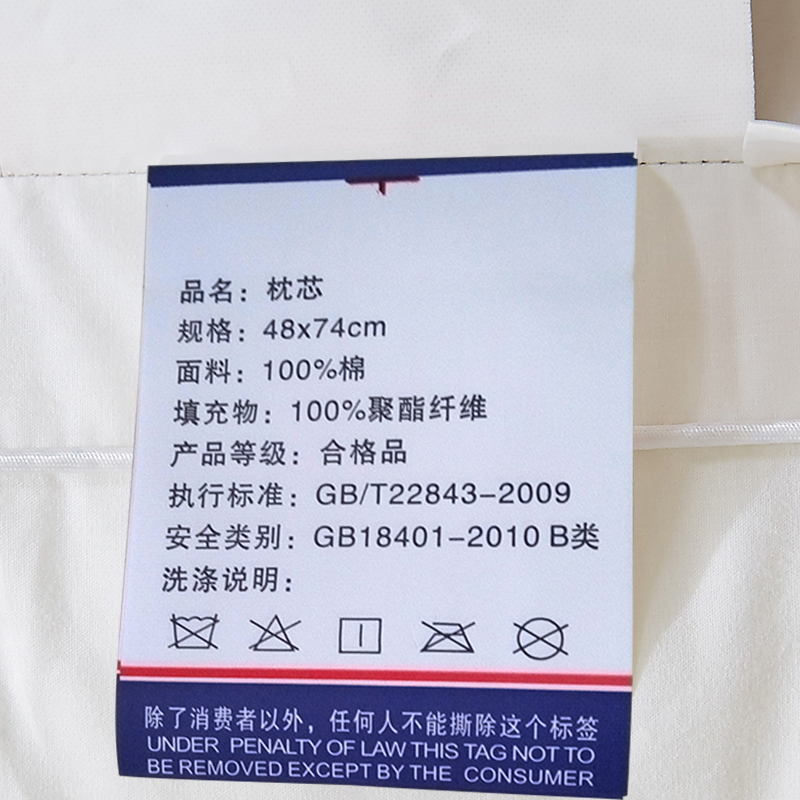 品名：枕芯
规格：48x74cm
面料：100%棉
填充物：100%聚酯纤维
产品等级：合格品
执行标准：GB/T22843-2009
安全类别：GB18401-2010 B类
洗涤说明：
除了消费者以外，任何人不能撕除这个标签
UNDER PENALTY OF LAW THIS TAG NOT TO
BE REMOVED EXCEPT BY THE CONSUMER